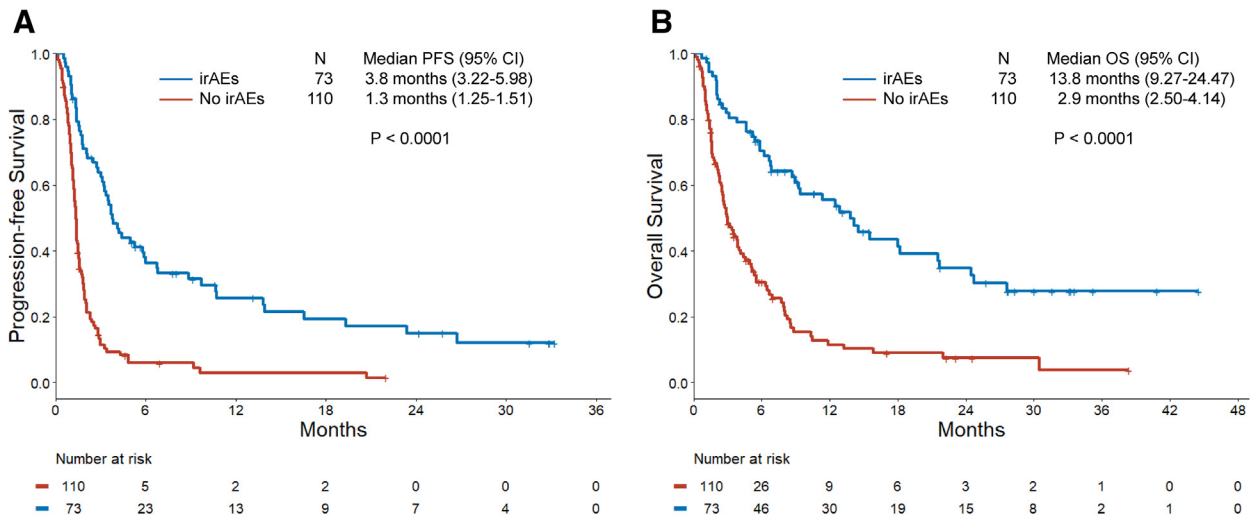 A
N Median PFS (95% CI)
irAEs 73 3.8 months (3.22-5.98)
No irAEs 110 1.3 months (1.25-1.51)
P < 0.0001
Progression-free Survival
1.0
0.8
0.6
0.4
0.2
0.0
0 6 12 18 24 30 36
Months
Number at risk
110 5 2 2 0 0 0
73 23 13 9 7 4 0
B
N Median OS (95% CI)
irAEs 73 13.8 months (9.27-24.47)
No irAEs 110 2.9 months (2.50-4.14)
P < 0.0001
Overall Survival
1.0
0.8
0.6
0.4
0.2
0.0
0 6 12 18 24 30 36 42 48
Months
Number at risk
110 26 9 6 3 2 1 0 0
73 46 30 19 15 8 2 1 0